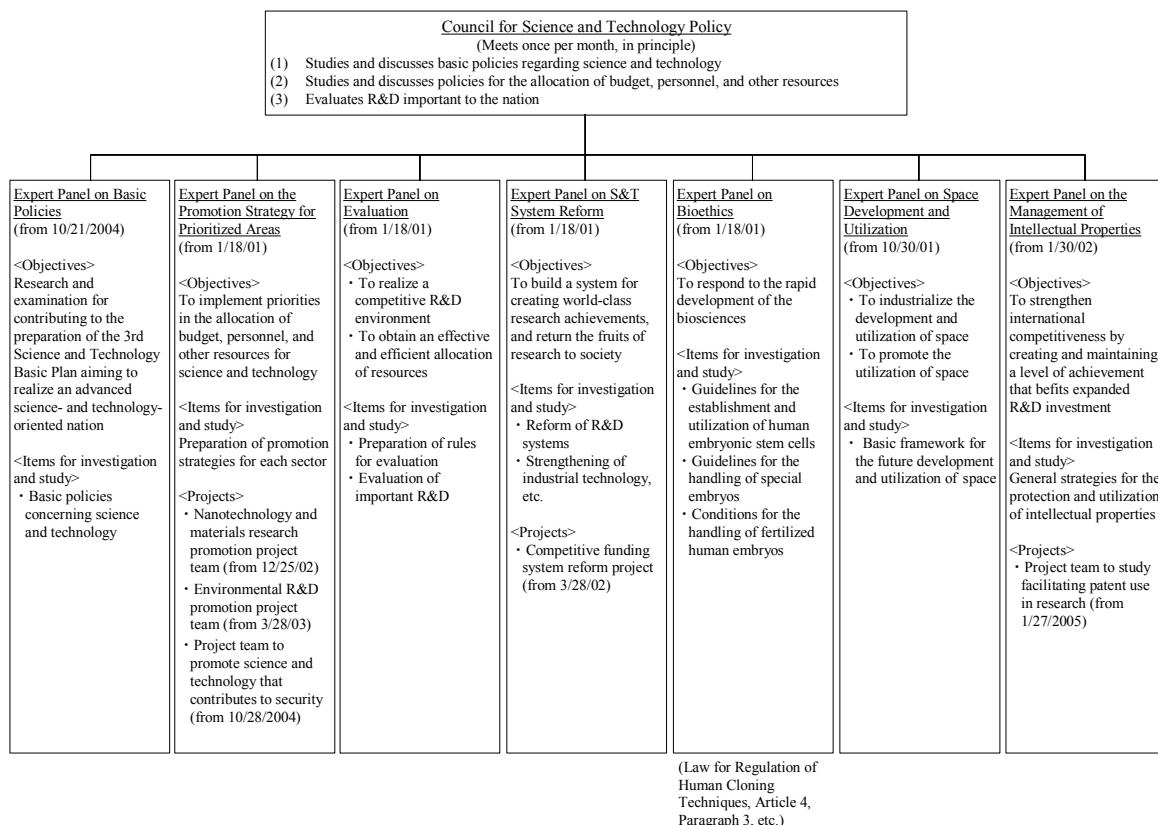 Council for Science and Technology Policy
(Meets once per month, in principle)
(1) Studies and discusses basic policies regarding science and technology
(2) Studies and discusses policies for the allocation of budget, personnel, and other resources
(3) Evaluates R&D important to the nation
Expert Panel on Basic
Policies
(from 10/21/2004)
<Objectives>
Research and
examination for
contributing to the
preparation of the 3rd
Science and Technology
Basic Plan aiming to
realize an advanced
science- and technology-
oriented nation
<Items for investigation
and study>
・Basic policies
concerning science
and technology
Expert Panel on the
Promotion Strategy for
Prioritized Areas
(from 1/18/01)
<Objectives>
To implement priorities
in the allocation of
budget, personnel, and
other resources for
science and technology
<Items for investigation
and study>
Preparation of promotion
strategies for each sector
<Projects>
・Nanotechnology and
materials research
promotion project
team (from 12/25/02)
・Environmental R&D
promotion project
team (from 3/28/03)
・Project team to
promote science and
technology that
contributes to security
(from 10/28/2004)
Expert Panel on
Evaluation
(from 1/18/01)
<Objectives>
・To realize a
competitive R&D
environment
・To obtain an effective
and efficient allocation
of resources
<Items for investigation
and study>
・Preparation of rules
for evaluation
・Evaluation of
important R&D
Expert Panel on S&T
System Reform
(from 1/18/01)
<Objectives>
To build a system for
creating world-class
research achievements,
and return the fruits of
research to society
<Items for investigation
and study>
・Reform of R&D
systems
・Strengthening of
industrial technology,
etc.
<Projects>
・Competitive funding
system reform project
(from 3/28/02)
Expert Panel on
Bioethics
(from 1/18/01)
<Objectives>
To respond to the rapid
development of the
biosciences
<Items for investigation
and study>
・Guidelines for the
establishment and
utilization of human
embryonic stem cells
・Guidelines for the
handling of special
embryos
・Conditions for the
handling of fertilized
human embryos
(Law for Regulation of
Human Cloning
Techniques, Article 4,
Paragraph 3, etc.)
Expert Panel on Space
Development and
Utilization
(from 10/30/01)
<Objectives>
・To industrialize the
development and
utilization of space
・To promote the
utilization of space
<Items for investigation
and study>
・Basic framework for
the future development
and utilization of space
Expert Panel on the
Management of
Intellectual Properties
(from 1/30/02)
<Objectives>
To strengthen
international
competitiveness by
creating and maintaining
a level of achievement
that befits expanded
R&D investment
<Items for investigation
and study>
General strategies for the
protection and utilization
of intellectual properties
<Projects>
・Project team to study
facilitating patent use
in research (from
1/27/2005)